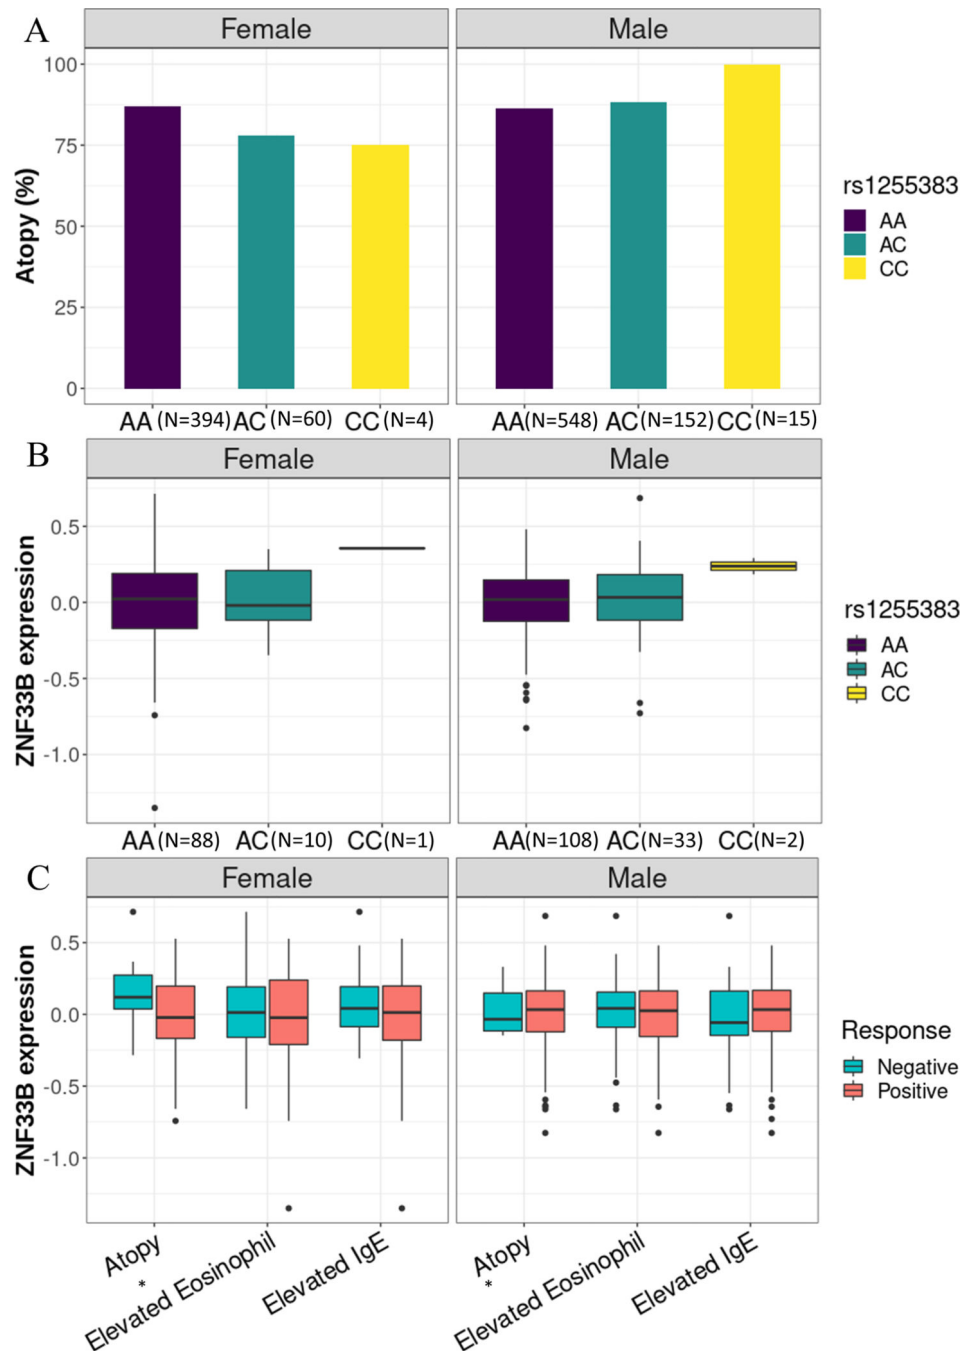 A
Female
Male
Atopy (%)
100
75
50
25
0
AA (N=394) AC (N=60) CC (N=4)
AA (N=548) AC (N=152) CC (N=15)
rs1255383
AA
AC
CC
B
Female
Male
ZNF33B expression
0.5
0.0
-0.5
-1.0
AA (N=88) AC (N=10) CC (N=1)
AA (N=108) AC (N=33) CC (N=2)
rs1255383
AA
AC
CC
C
Female
Male
ZNF33B expression
0.5
0.0
-0.5
-1.0
Atopy
*
Elevated Eosinophil
Elevated IgE
Atopy
*
Elevated Eosinophil
Elevated IgE
Response
Negative
Positive